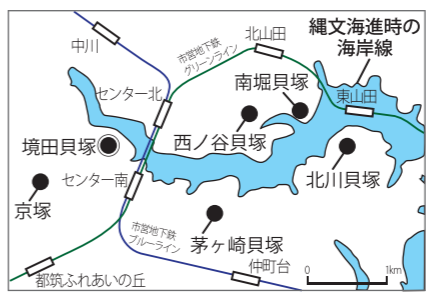 中川
市営地下鉄
グリーンライン
北山田
縄文海進時の
海岸線
センター北
南堀貝塚
東山田
境田貝塚
西ノ谷貝塚
センター南
北川貝塚
京塚
市営地下鉄
ブルーライン
茅ヶ崎貝塚
都筑ふれあいの丘
仲町台
0
1km